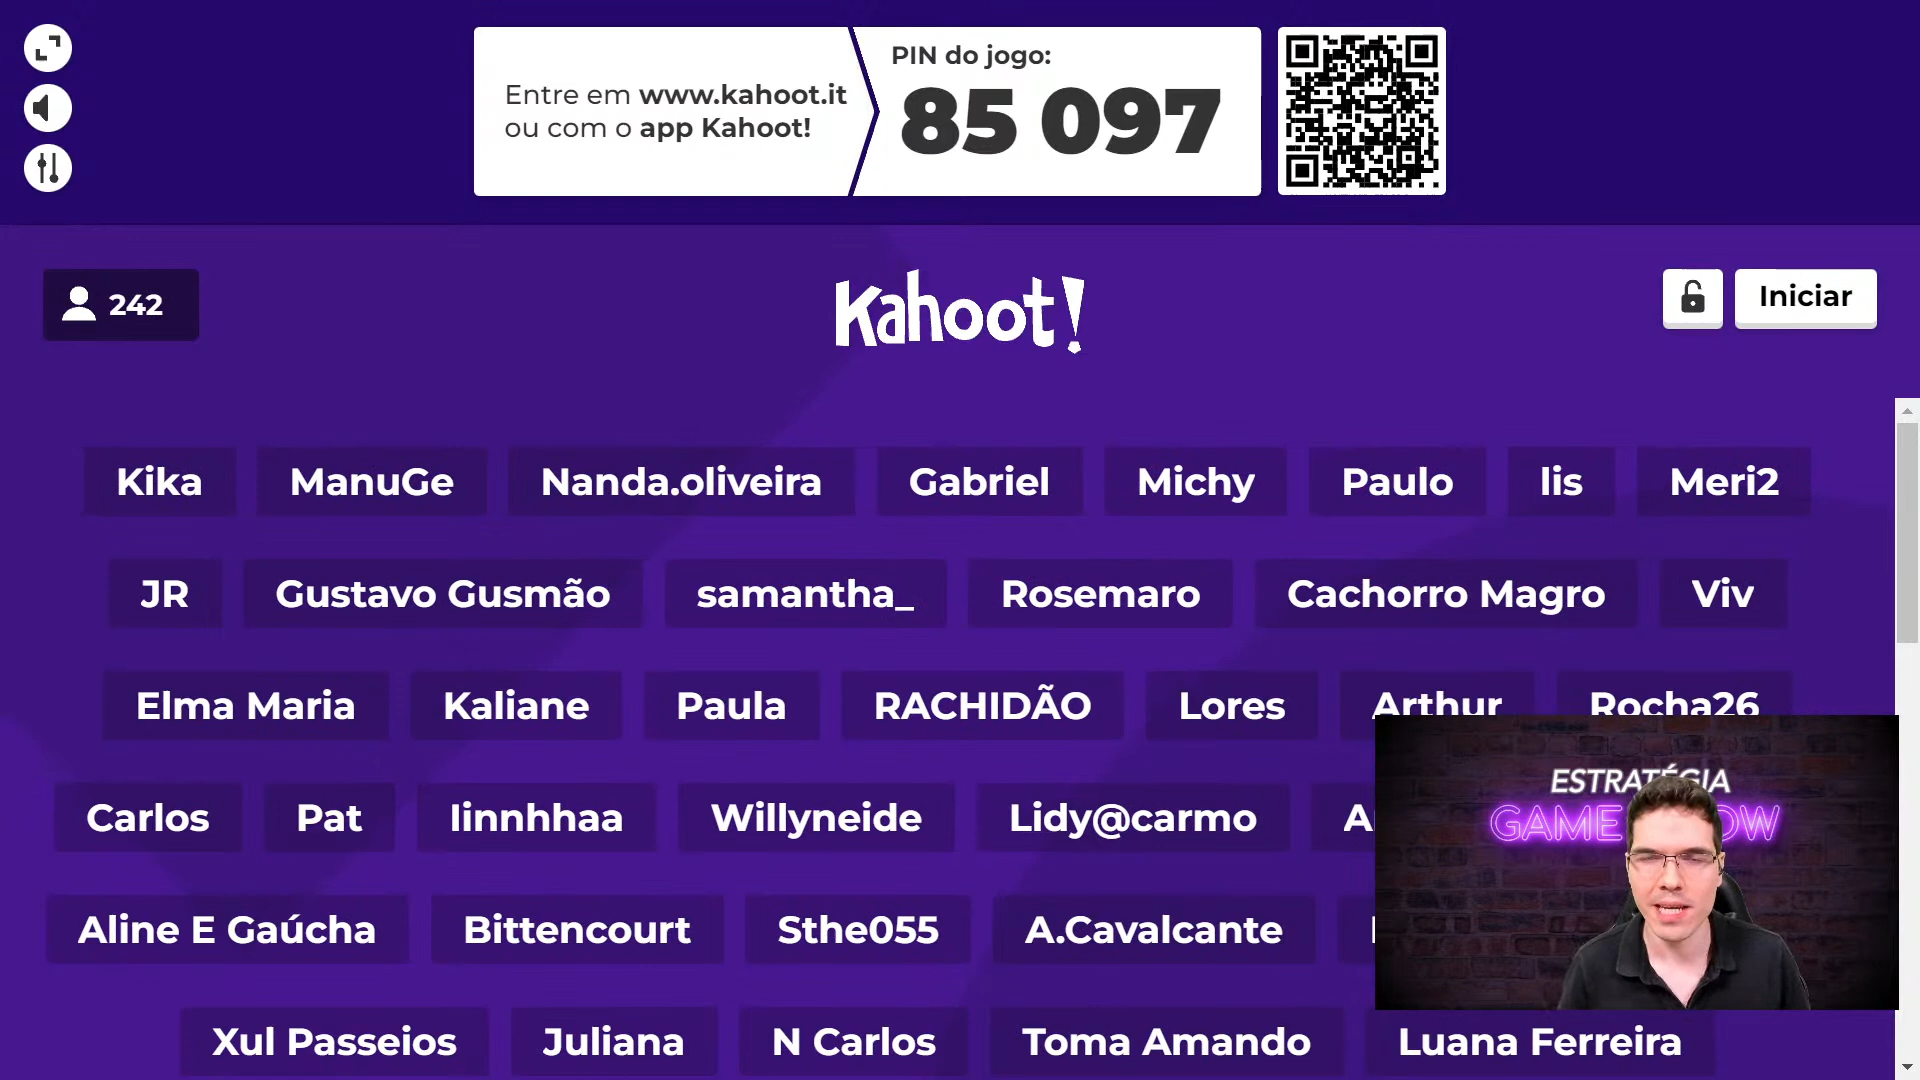 Entre em www.kahoot.it
ou com o app Kahoot!
PIN do jogo:
85 097
242
Kahoot!
Iniciar
Kika ManuGe Nanda.oliveira Gabriel Michy Paulo lis Meri2
JR Gustavo Gusmão samantha_ Rosemaro Cachorro Magro Viv
Elma Maria Kaliane Paula RACHIDÃO Lores Arthur Rocha26
Carlos Pat linnhhaa Willyneide Lidy@carmo
Aline E Gaúcha Bittencourt Sthe055 A.Cavalcante
Xul Passeios Juliana N Carlos Toma Amando Luana Ferreira
ESTRATÉGIA
GAME